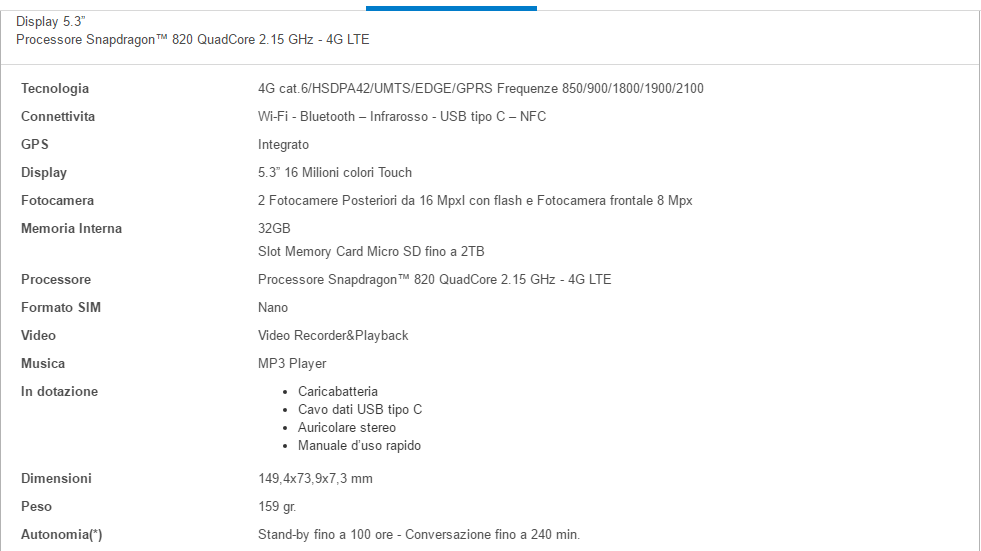 Display 5.3”
Processore Snapdragon™ 820 QuadCore 2.15 GHz - 4G LTE
Tecnologia 4G cat.6/HSDPA42/UMTS/EDGE/GPRS Frequenze 850/900/1800/1900/2100
Connettivita Wi-Fi - Bluetooth – Infrarosso - USB tipo C – NFC
GPS Integrato
Display 5.3” 16 Milioni colori Touch
Fotocamera 2 Fotocamere Posteriori da 16 Mpxl con flash e Fotocamera frontale 8 Mpx
Memoria Interna 32GB
Slot Memory Card Micro SD fino a 2TB
Processore Processore Snapdragon™ 820 QuadCore 2.15 GHz - 4G LTE
Formato SIM Nano
Video Video Recorder&Playback
Musica MP3 Player
In dotazione • Caricabatteria
• Cavo dati USB tipo C
• Auricolare stereo
• Manuale d’uso rapido
Dimensioni 149,4x73,9x7,3 mm
Peso 159 gr.
Autonomia(*) Stand-by fino a 100 ore - Conversazione fino a 240 min.